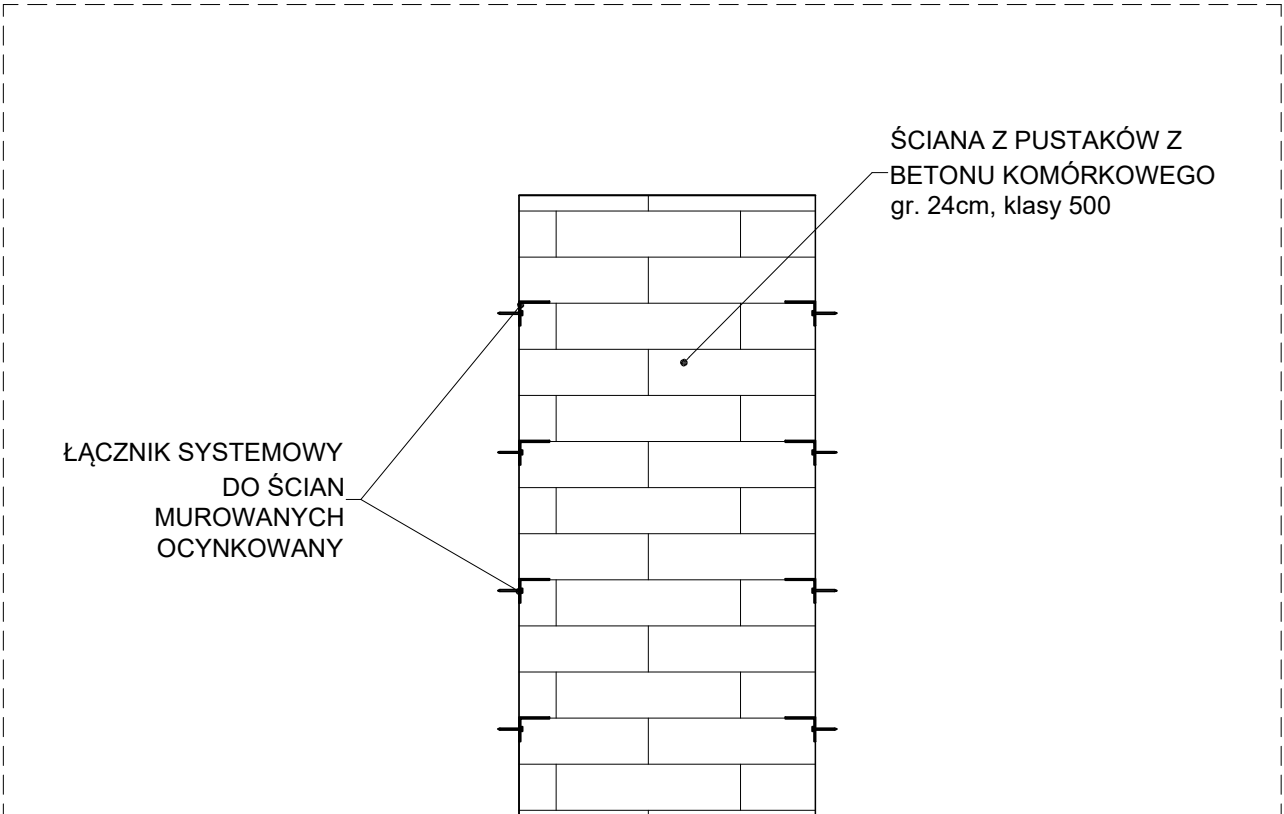 ŚCIANA Z PUSTAKÓW Z
BETONU KOMÓRKOWEGO
gr. 24cm, klasy 500
ŁĄCZNIK SYSTEMOWY
DO ŚCIAN
MUROWANYCH
OCYNKOWANY